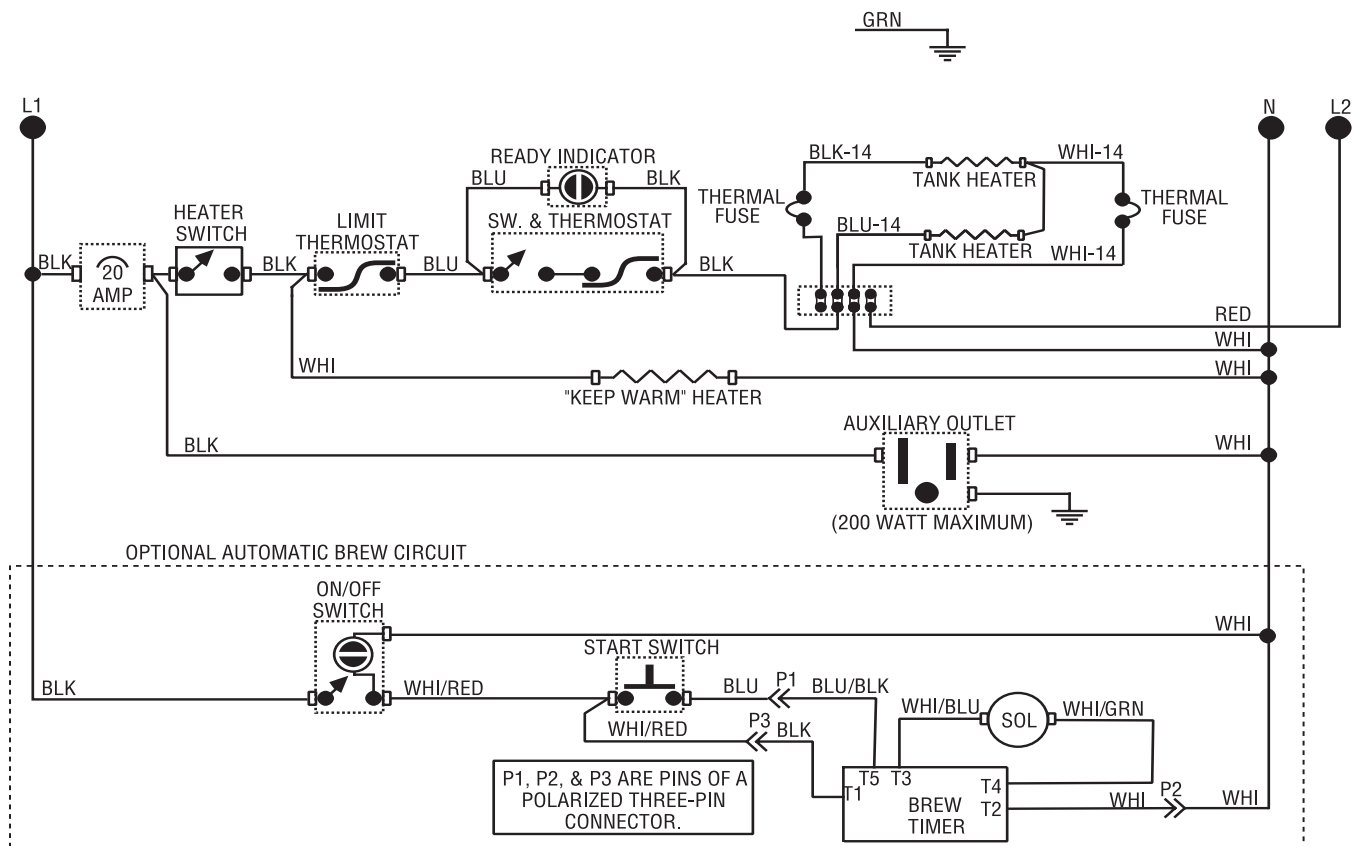 GRN
L1
N
L2
READY INDICATOR
BLU
BLK
BLK-14
WHI-14
TANK HEATER
THERMAL
FUSE
THERMAL
FUSE
HEATER
SWITCH
LIMIT
THERMOSTAT
SW. & THERMOSTAT
BLU-14
TANK HEATER
WHI-14
BLK
20
AMP
BLK
BLU
BLK
RED
WHI
WHI
WHI
"KEEP WARM" HEATER
AUXILIARY OUTLET
BLK
WHI
(200 WATT MAXIMUM)
OPTIONAL AUTOMATIC BREW CIRCUIT
ON/OFF
SWITCH
WHI
START SWITCH
BLK
WHI/RED
BLU
P1
BLU/BLK
WHI/RED
P3
BLK
WHI/BLU
SOL
WHI/GRN
P1, P2, & P3 ARE PINS OF A
POLARIZED THREE-PIN
CONNECTOR.
T5
T3
T1
T4
T2
BREW
TIMER
WHI
P2
WHI